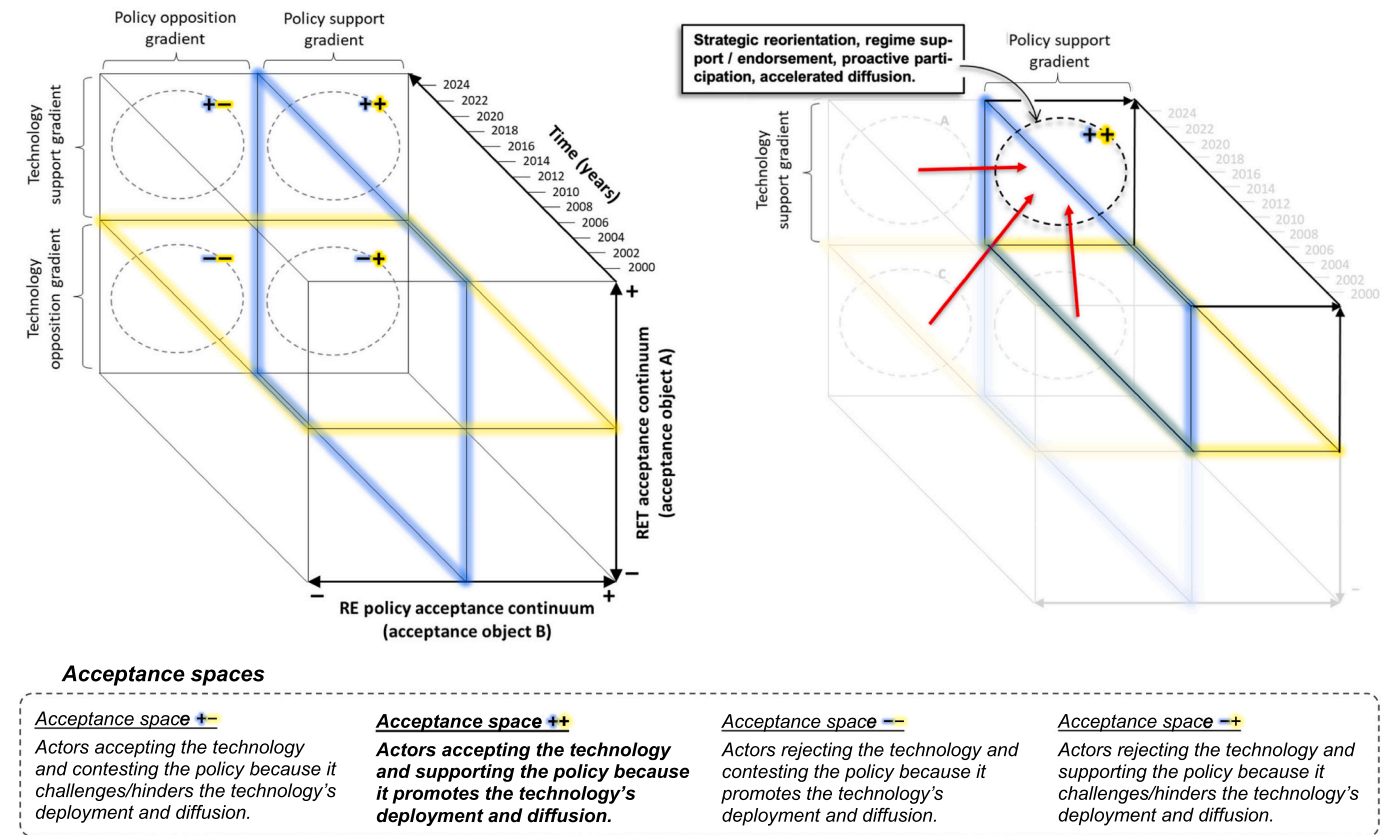 Policy opposition
gradient
Policy support
gradient
Technology
support gradient
Technology
opposition gradient
+−
++
−−
−+
2024
2022
2020
2018
2016
2014
2012
2010
2008
2006
2004
2002
2000
Time (years)
+
RET acceptance continuum
(acceptance object A)
−
−
+
RE policy acceptance continuum
(acceptance object B)
Strategic reorientation, regime sup-
port / endorsement, proactive parti-
cipation, accelerated diffusion.
Policy support
gradient
Technology
support gradient
A
++
C
2024
2022
2020
2018
2016
2014
2012
2010
2008
2006
2004
2002
2000
−
Acceptance spaces
Acceptance space +−
Actors accepting the technology
and contesting the policy because it
challenges/hinders the technology’s
deployment and diffusion.
Acceptance space ++
Actors accepting the technology
and supporting the policy because
it promotes the technology’s
deployment and diffusion.
Acceptance space −−
Actors rejecting the technology and
contesting the policy because it
promotes the technology’s
deployment and diffusion.
Acceptance space −+
Actors rejecting the technology and
supporting the policy because it
challenges/hinders the technology’s
deployment and diffusion.